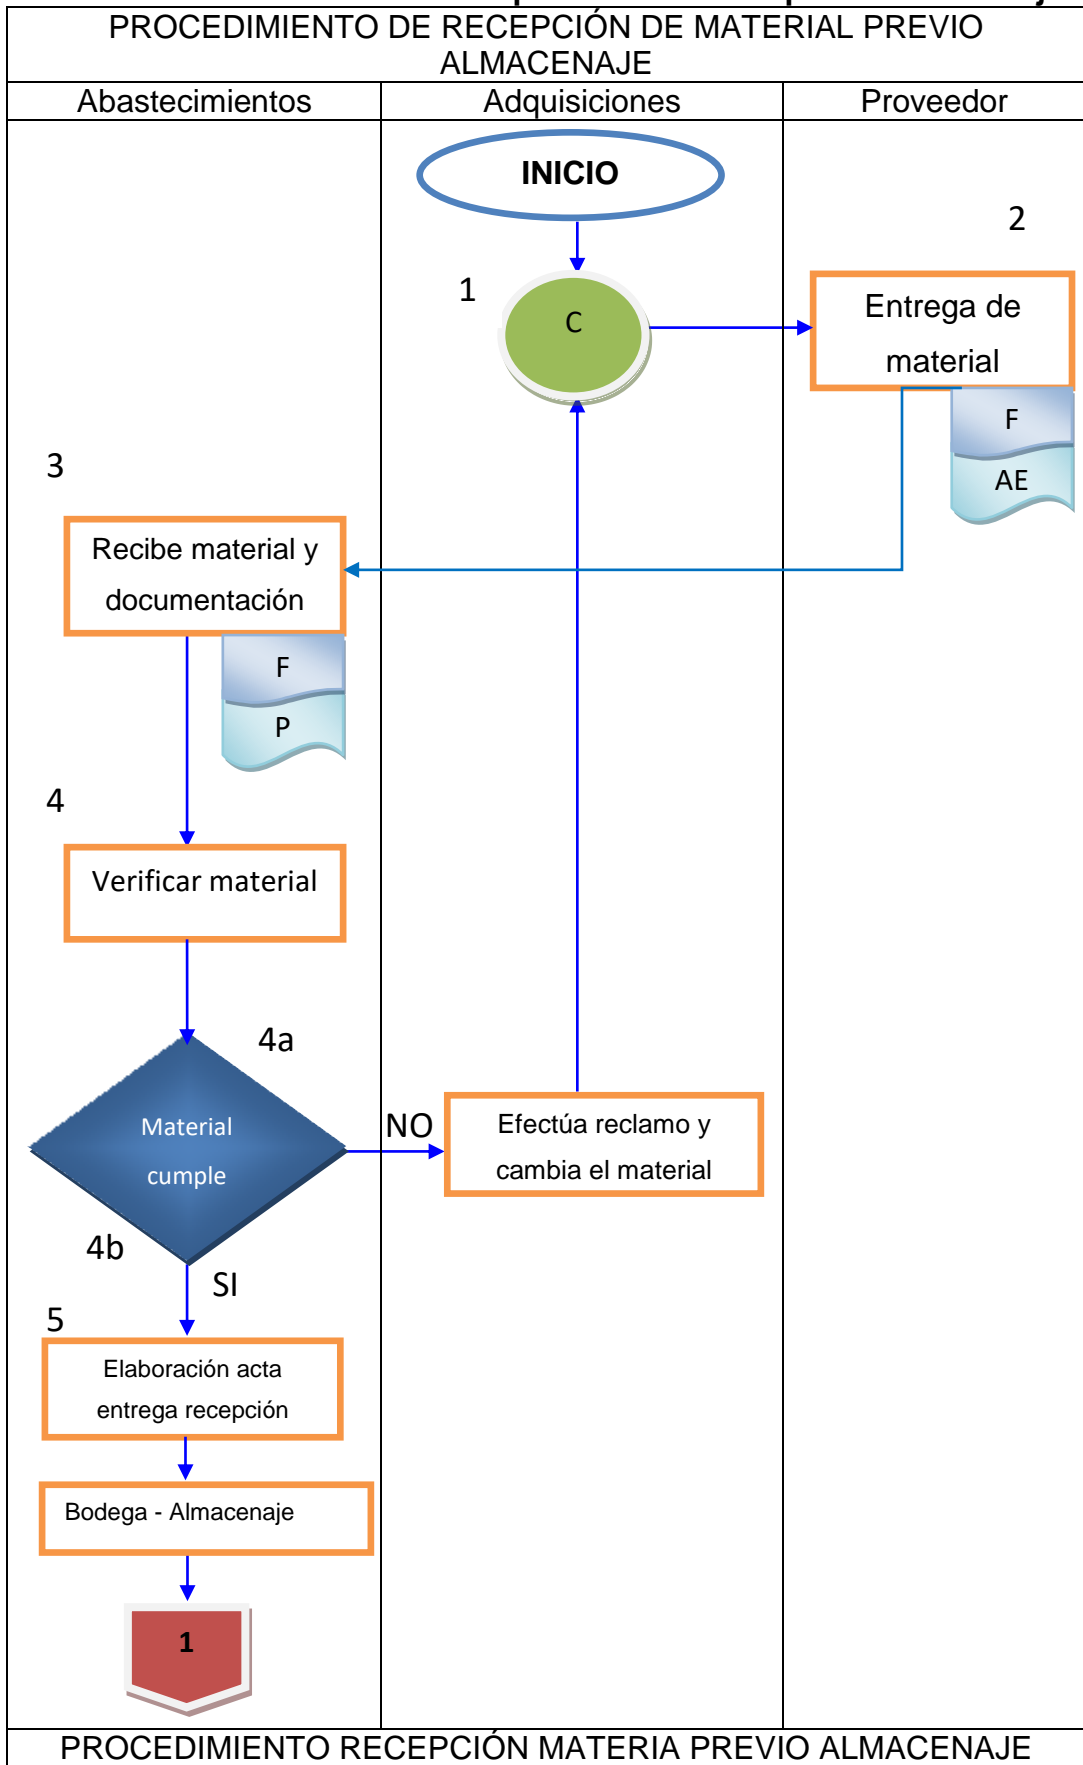 PROCEDIMIENTO DE RECEPCIÓN DE MATERIAL PREVIO
ALMACENAJE
Abastecimientos
Adquisiciones
Proveedor
INICIO
2
1
C
Entrega de
material
F
AE
3
Recibe material y
documentación
F
P
4
Verificar material
4a
Material
cumple
NO
Efectúa reclamo y
cambia el material
4b
SI
5
Elaboración acta
entrega recepción
Bodega - Almacenaje
1
PROCEDIMIENTO RECEPCIÓN MATERIA PREVIO ALMACENAJE